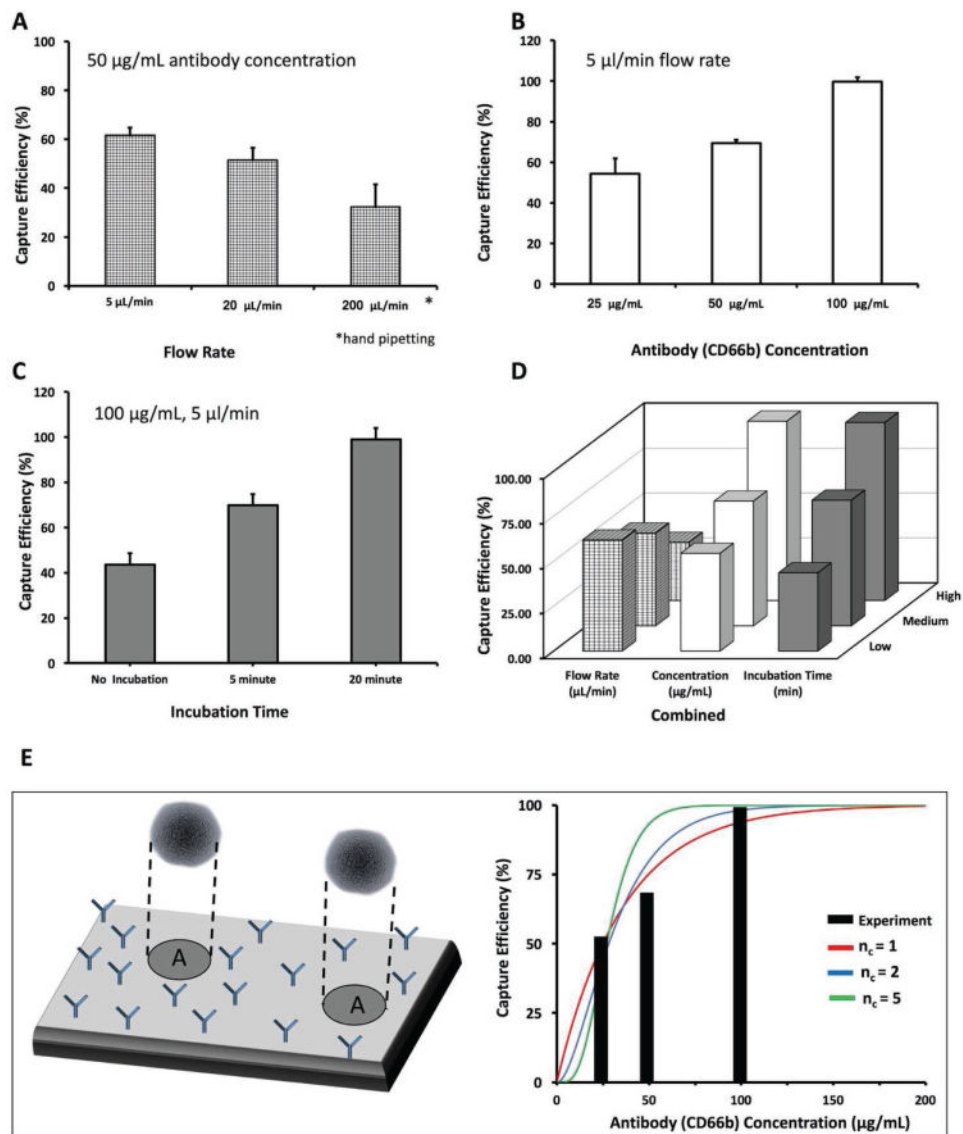 A
50 µg/mL antibody concentration
Capture Efficiency (%)
100
80
60
40
20
0
5 µL/min
20 µL/min
200 µL/min *
*hand pipetting
Flow Rate
B
5 µl/min flow rate
Capture Efficiency (%)
120
100
80
60
40
20
0
25 µg/mL
50 µg/mL
100 µg/mL
Antibody (CD66b) Concentration
C
100 µg/mL, 5 µl/min
Capture Efficiency (%)
120
100
80
60
40
20
0
No Incubation
5 minute
20 minute
Incubation Time
D
Capture Efficiency (%)
100.00
75.00
50.00
25.00
0.00
High
Medium
Low
Flow Rate
(µL/min)
Concentration
(µg/mL)
Incubation Time
(min)
Combined
E
A
A
Capture Efficiency (%)
100
75
50
25
0
Experiment
n_c = 1
n_c = 2
n_c = 5
0
50
100
150
200
Antibody (CD66b) Concentration (µg/mL)